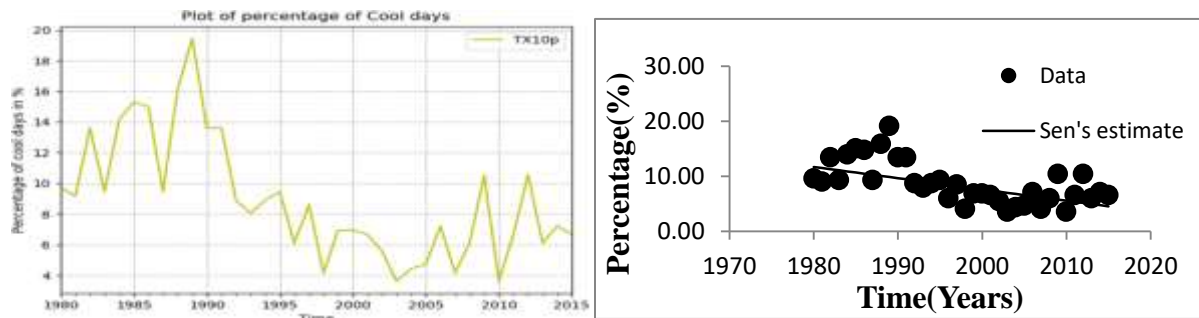 Plot of percentage of Cool days
TX10p
Percentage of cool days in %
20
18
16
14
12
10
8
6
4
1980 1985 1990 1995 2000 2005 2010 2015
Time
Percentage(%)
30.00
20.00
10.00
0.00
Data
Sen's estimate
1970 1980 1990 2000 2010 2020
Time(Years)